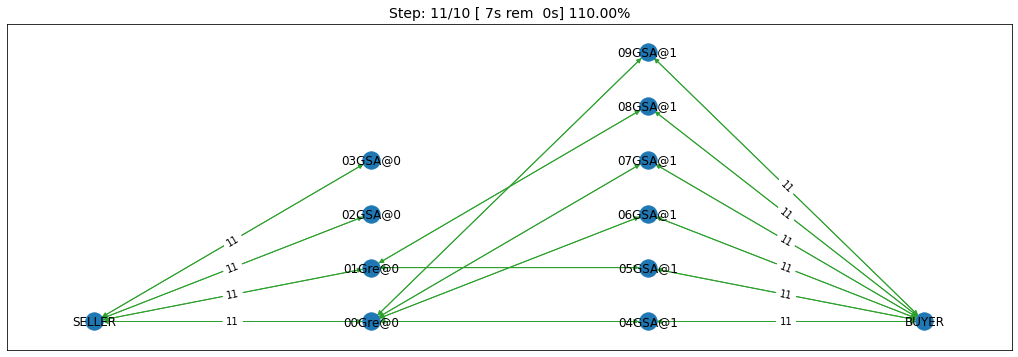 Step: 11/10 [ 7s rem  0s] 110.00%
09GSA@1
08GSA@1
03GSA@0
07GSA@1
11
02GSA@0
06GSA@1
11
11
11
01Gre@0
05GSA@1
11
11
11
SELLER
11
00Gre@0
04GSA@1
11
BUYER